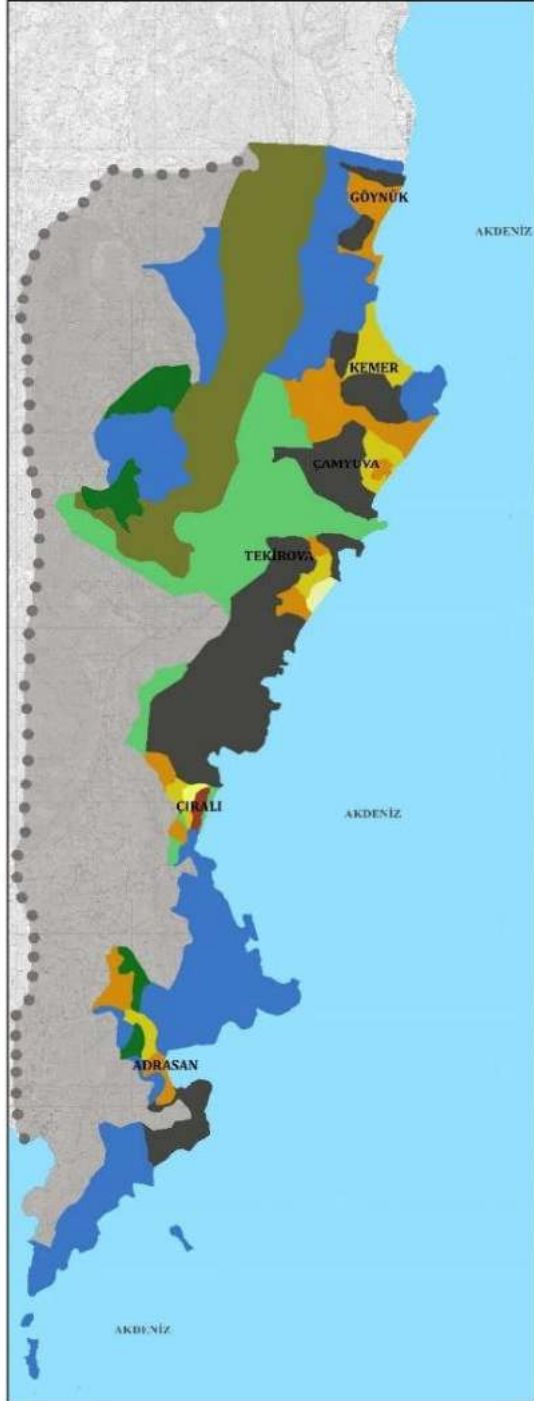 GÖYNÜK
AKDENİZ
KEMER
ÇAMYUVA
TEKİROVA
ÇIRALI
AKDENİZ
ADRASAN
AKDENİZ